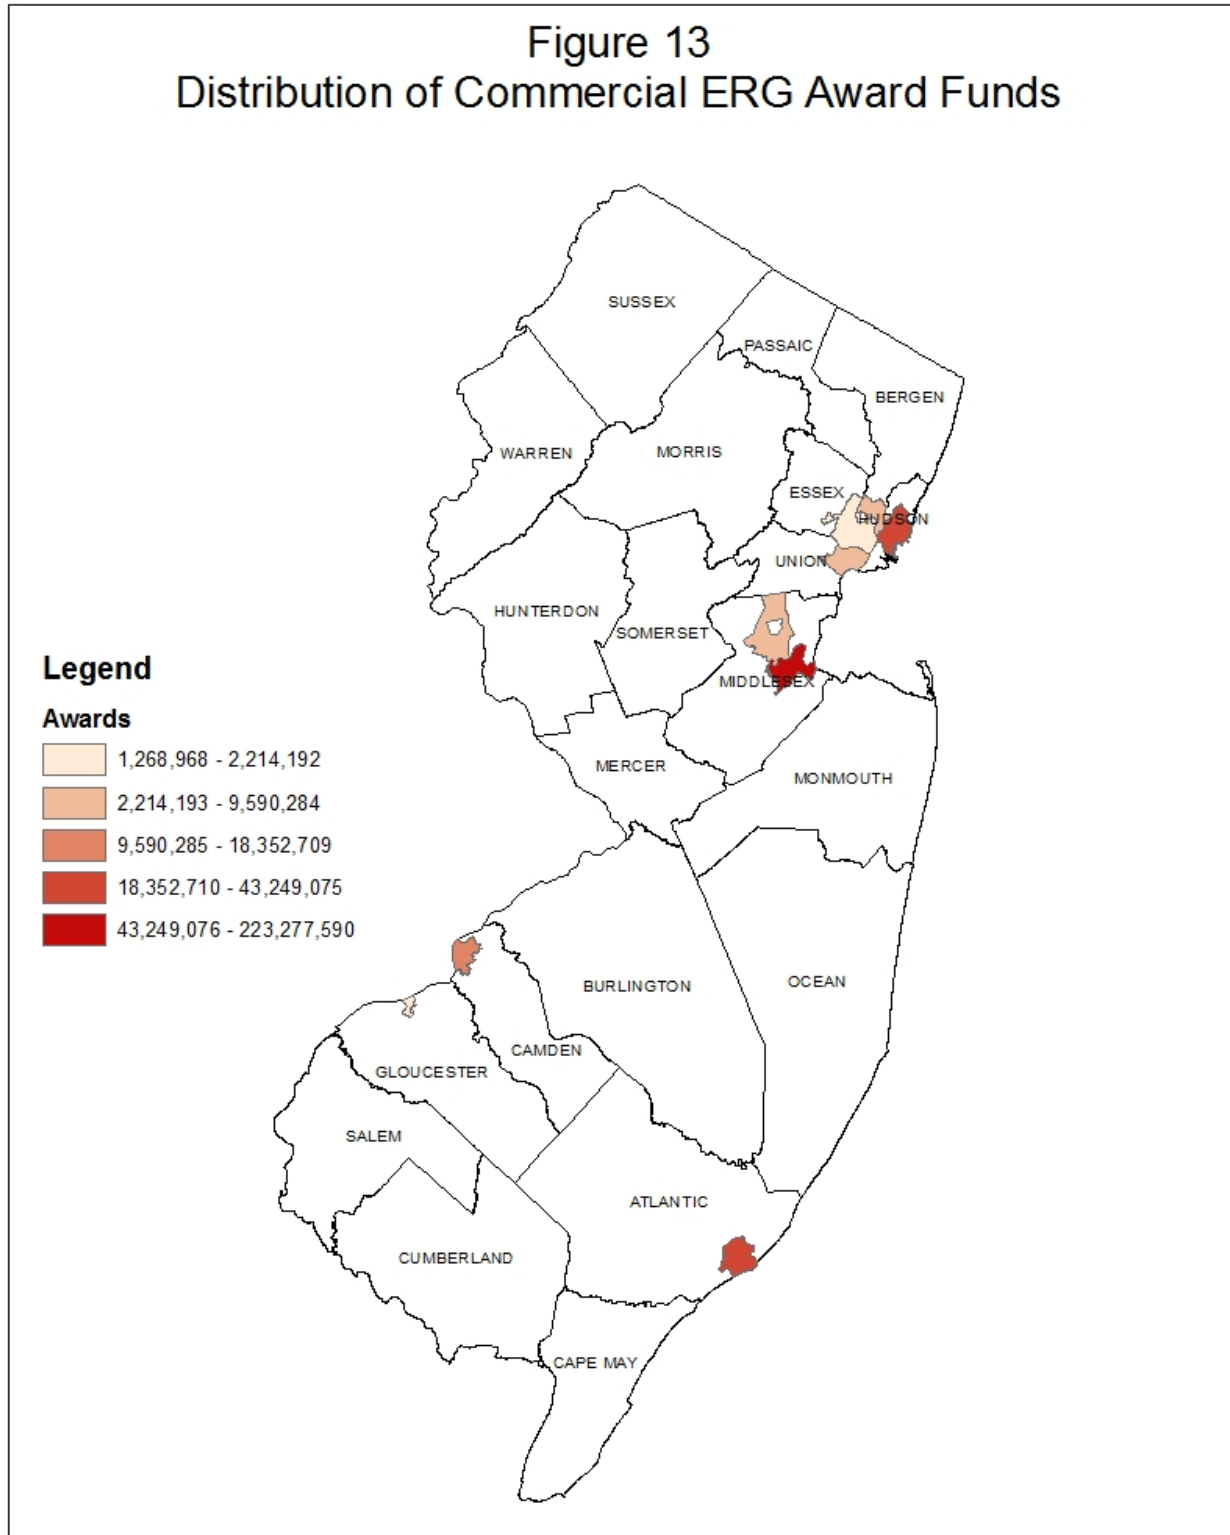 Figure 13
Distribution of Commercial ERG Award Funds
SUSSEX
PASSAIC
BERGEN
WARREN
MORRIS
ESSEX
HUDSON
UNION
HUNTERDON
SOMERSET
MIDDLESEX
MERCER
MONMOUTH
Legend
Awards
1,268,968 - 2,214,192
2,214,193 - 9,590,284
9,590,285 - 18,352,709
18,352,710 - 43,249,075
43,249,076 - 223,277,590
BURLINGTON
OCEAN
CAMDEN
GLOUCESTER
SALEM
ATLANTIC
CUMBERLAND
CAPE MAY